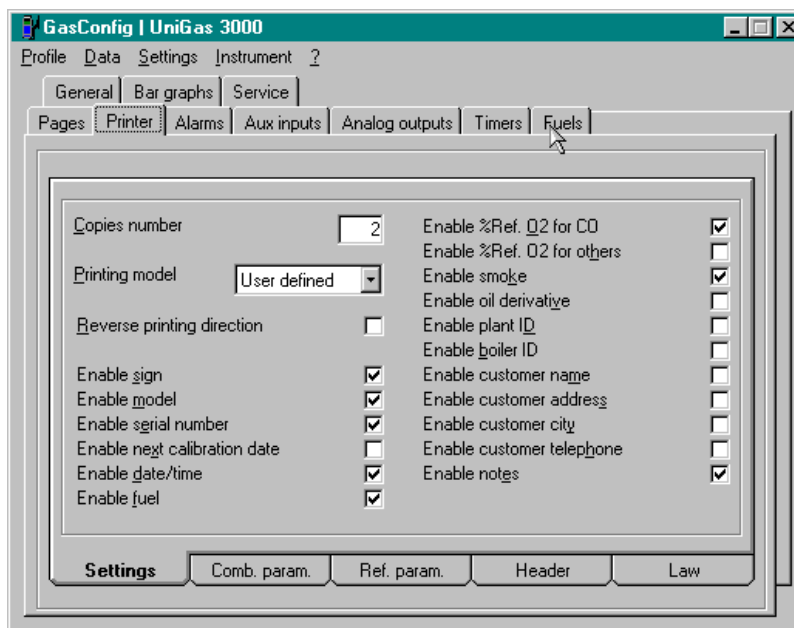 GasConfig | UniGas 3000
Profile Data Settings Instrument ?
General Bar graphs Service
Pages Printer Alarms Aux inputs Analog outputs Timers Fuels
Copies number 2
Printing model User defined
Reverse printing direction
Enable sign
Enable model
Enable serial number
Enable next calibration date
Enable date/time
Enable fuel
Enable %Ref. O2 for CO
Enable %Ref. O2 for others
Enable smoke
Enable oil derivative
Enable plant ID
Enable boiler ID
Enable customer name
Enable customer address
Enable customer city
Enable customer telephone
Enable notes
Settings Comb. param. Ref. param. Header Law